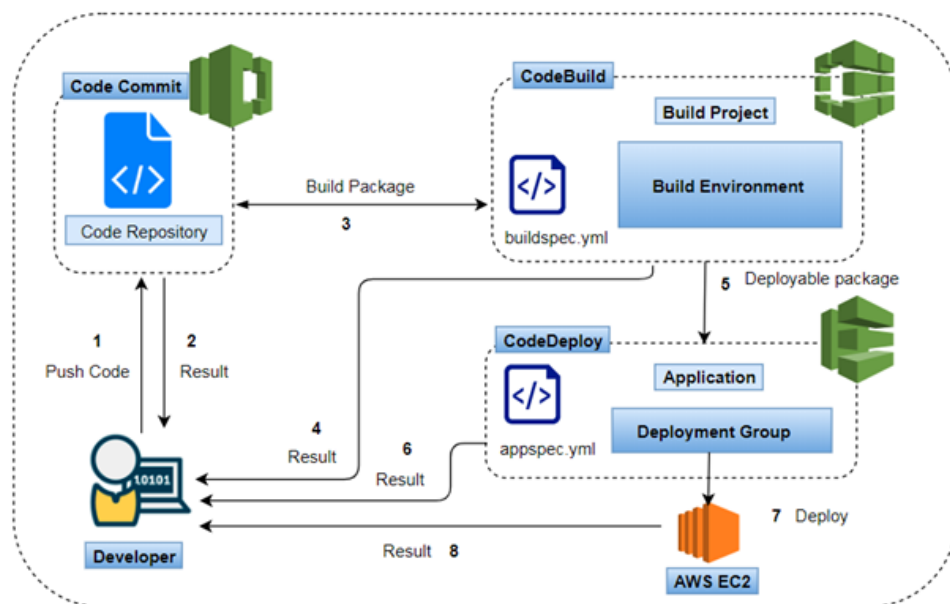 Code Commit
Code Repository
CodeBuild
Build Project
Build Environment
buildspec.yml
Build Package
3
5 Deployable package
1
Push Code
2
Result
CodeDeploy
Application
Deployment Group
appspec.yml
4
Result
6
Result
10101
7 Deploy
Result 8
Developer
AWS EC2